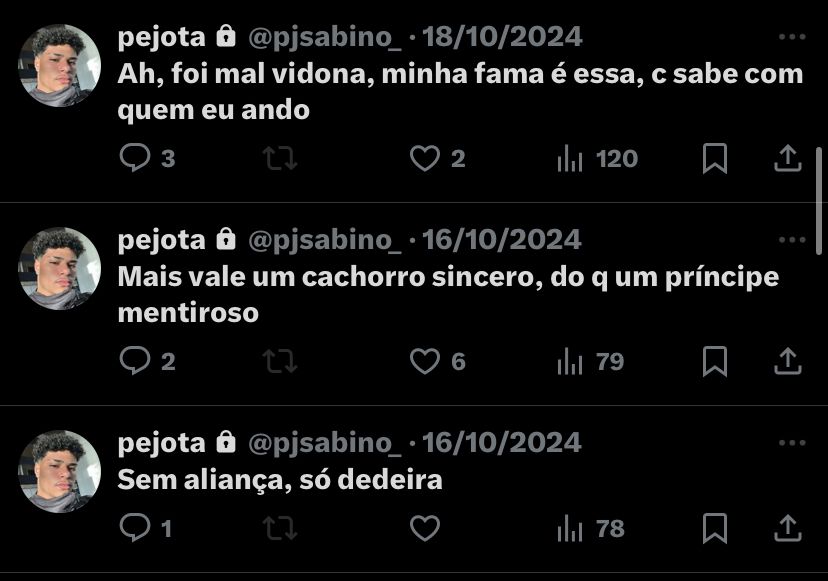 pejota @pjsabino_ · 18/10/2024
Ah, foi mal vidona, minha fama é essa, c sabe com
quem eu ando
3 2 120
pejota @pjsabino_ · 16/10/2024
Mais vale um cachorro sincero, do q um príncipe
mentiroso
2 6 79
pejota @pjsabino_ · 16/10/2024
Sem aliança, só dedeira
1 78